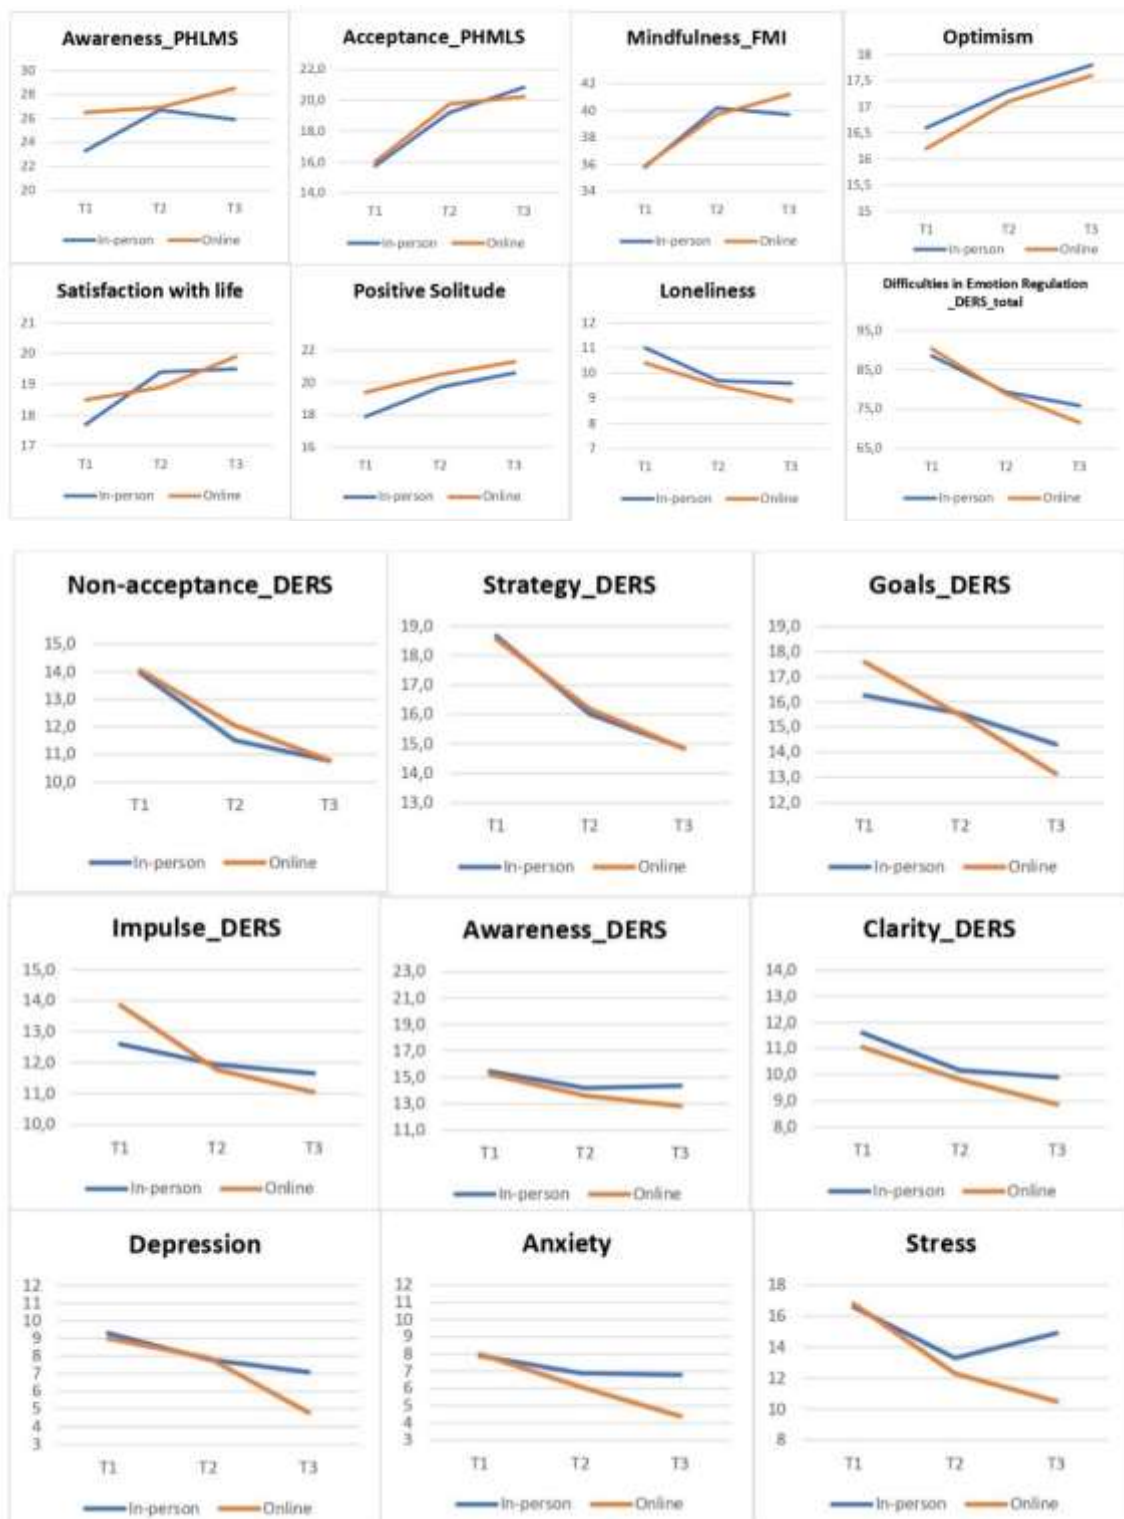 Awareness_PHLMS
30
28
26
24
22
20
T1 T2 T3
In-person Online
Acceptance_PHMLS
22,0
20,0
18,0
16,0
14,0
T1 T2 T3
In-person Online
Mindfulness_FMI
42
40
38
36
34
T1 T2 T3
In-person Online
Optimism
18
17,5
17
16,5
16
15,5
15
T1 T2 T3
In-person Online
Satisfaction with life
21
20
19
18
17
T1 T2 T3
In-person Online
Positive Solitude
22
20
18
16
T1 T2 T3
In-person Online
Loneliness
12
11
10
9
8
7
T1 T2 T3
In-person Online
Difficulties in Emotion Regulation
_DERS_total
95,0
85,0
75,0
65,0
T1 T2 T3
In-person Online
Non-acceptance_DERS
15,0
14,0
13,0
12,0
11,0
10,0
T1 T2 T3
In-person Online
Strategy_DERS
19,0
18,0
17,0
16,0
15,0
14,0
13,0
T1 T2 T3
In-person Online
Goals_DERS
19,0
18,0
17,0
16,0
15,0
14,0
13,0
12,0
T1 T2 T3
In-person Online
Impulse_DERS
15,0
14,0
13,0
12,0
11,0
10,0
T1 T2 T3
In-person Online
Awareness_DERS
23,0
21,0
19,0
17,0
15,0
13,0
11,0
T1 T2 T3
In-person Online
Clarity_DERS
14,0
13,0
12,0
11,0
10,0
9,0
8,0
T1 T2 T3
In-person Online
Depression
12
11
10
9
8
7
6
5
4
3
T1 T2 T3
In-person Online
Anxiety
12
11
10
9
8
7
6
5
4
3
T1 T2 T3
In-person Online
Stress
18
16
14
12
10
8
T1 T2 T3
In-person Online